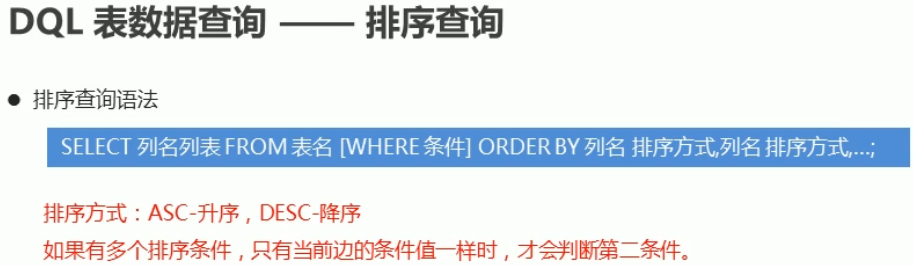 DQL 表数据查询 —— 排序查询
● 排序查询语法
SELECT 列名列表 FROM 表名 [WHERE 条件] ORDER BY 列名 排序方式,列名 排序方式,...;
排序方式：ASC-升序，DESC-降序
如果有多个排序条件，只有当前边的条件值一样时，才会判断第二条件。